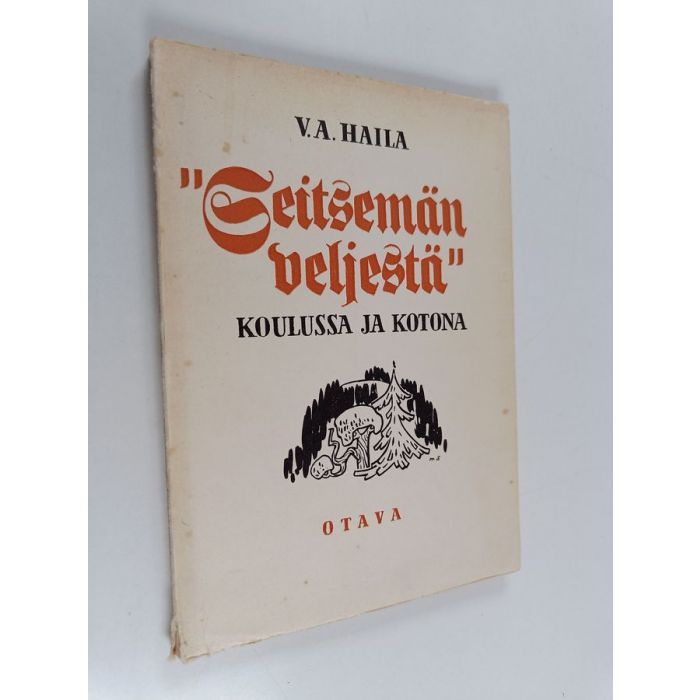 V. A. HAILA
"Seitsemän
veljestä"
KOULUSSA JA KOTONA
M.S
OTAVA